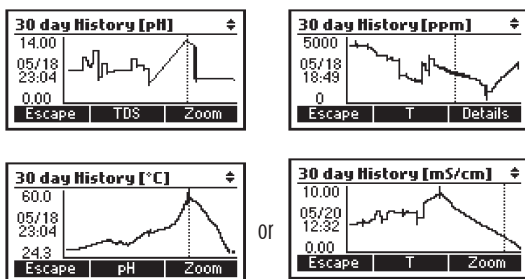 30 day History [pH]
14.00
05/18
23:04
0.00
Escape TDS Zoom
30 day History [ppm]
5000
05/18
18:49
0
Escape T Details
30 day History [°C]
60.0
05/18
23:04
24.3
Escape pH Zoom
or
30 day History [mS/cm]
10.00
05/20
12:32
0.00
Escape T Zoom